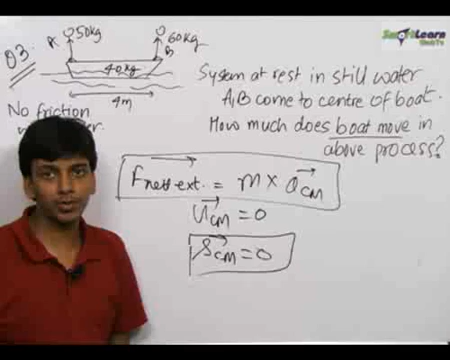 Q3.
A 50kg
60kg
B
40kg
4m
SmartLearn
System at rest in still water
A,B come to centre of boat.
How much does boat move in
above process?
No friction
Fnet ext. = m × aCM
uCM = 0
SCM = 0